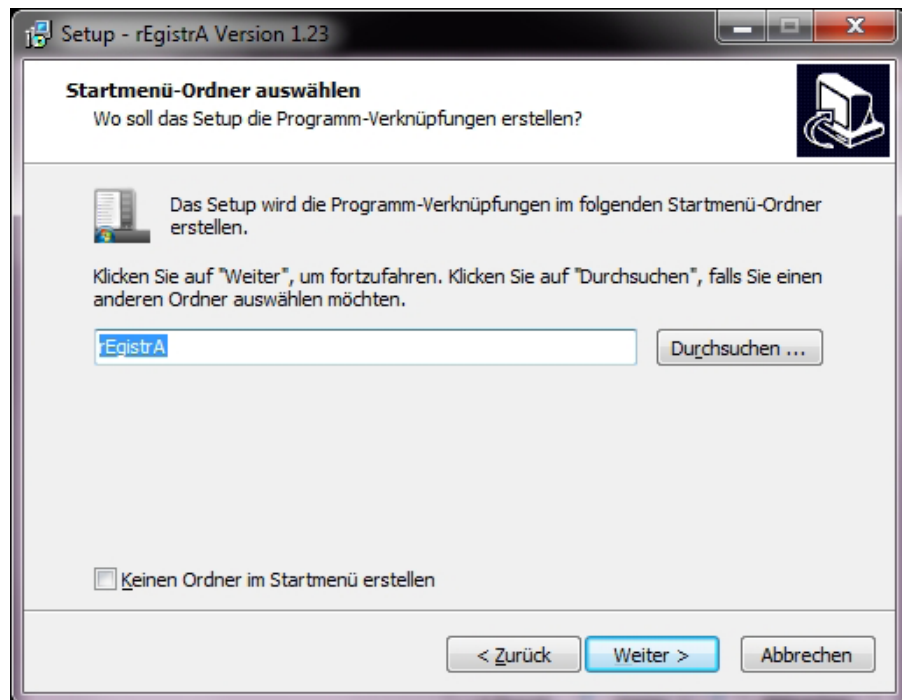 Setup - rEgistrA Version 1.23
Startmenü-Ordner auswählen
Wo soll das Setup die Programm-Verknüpfungen erstellen?
Das Setup wird die Programm-Verknüpfungen im folgenden Startmenü-Ordner
erstellen.
Klicken Sie auf "Weiter", um fortzufahren. Klicken Sie auf "Durchsuchen", falls Sie einen
anderen Ordner auswählen möchten.
rEgistrA
Durchsuchen ...
Keinen Ordner im Startmenü erstellen
< Zurück
Weiter >
Abbrechen